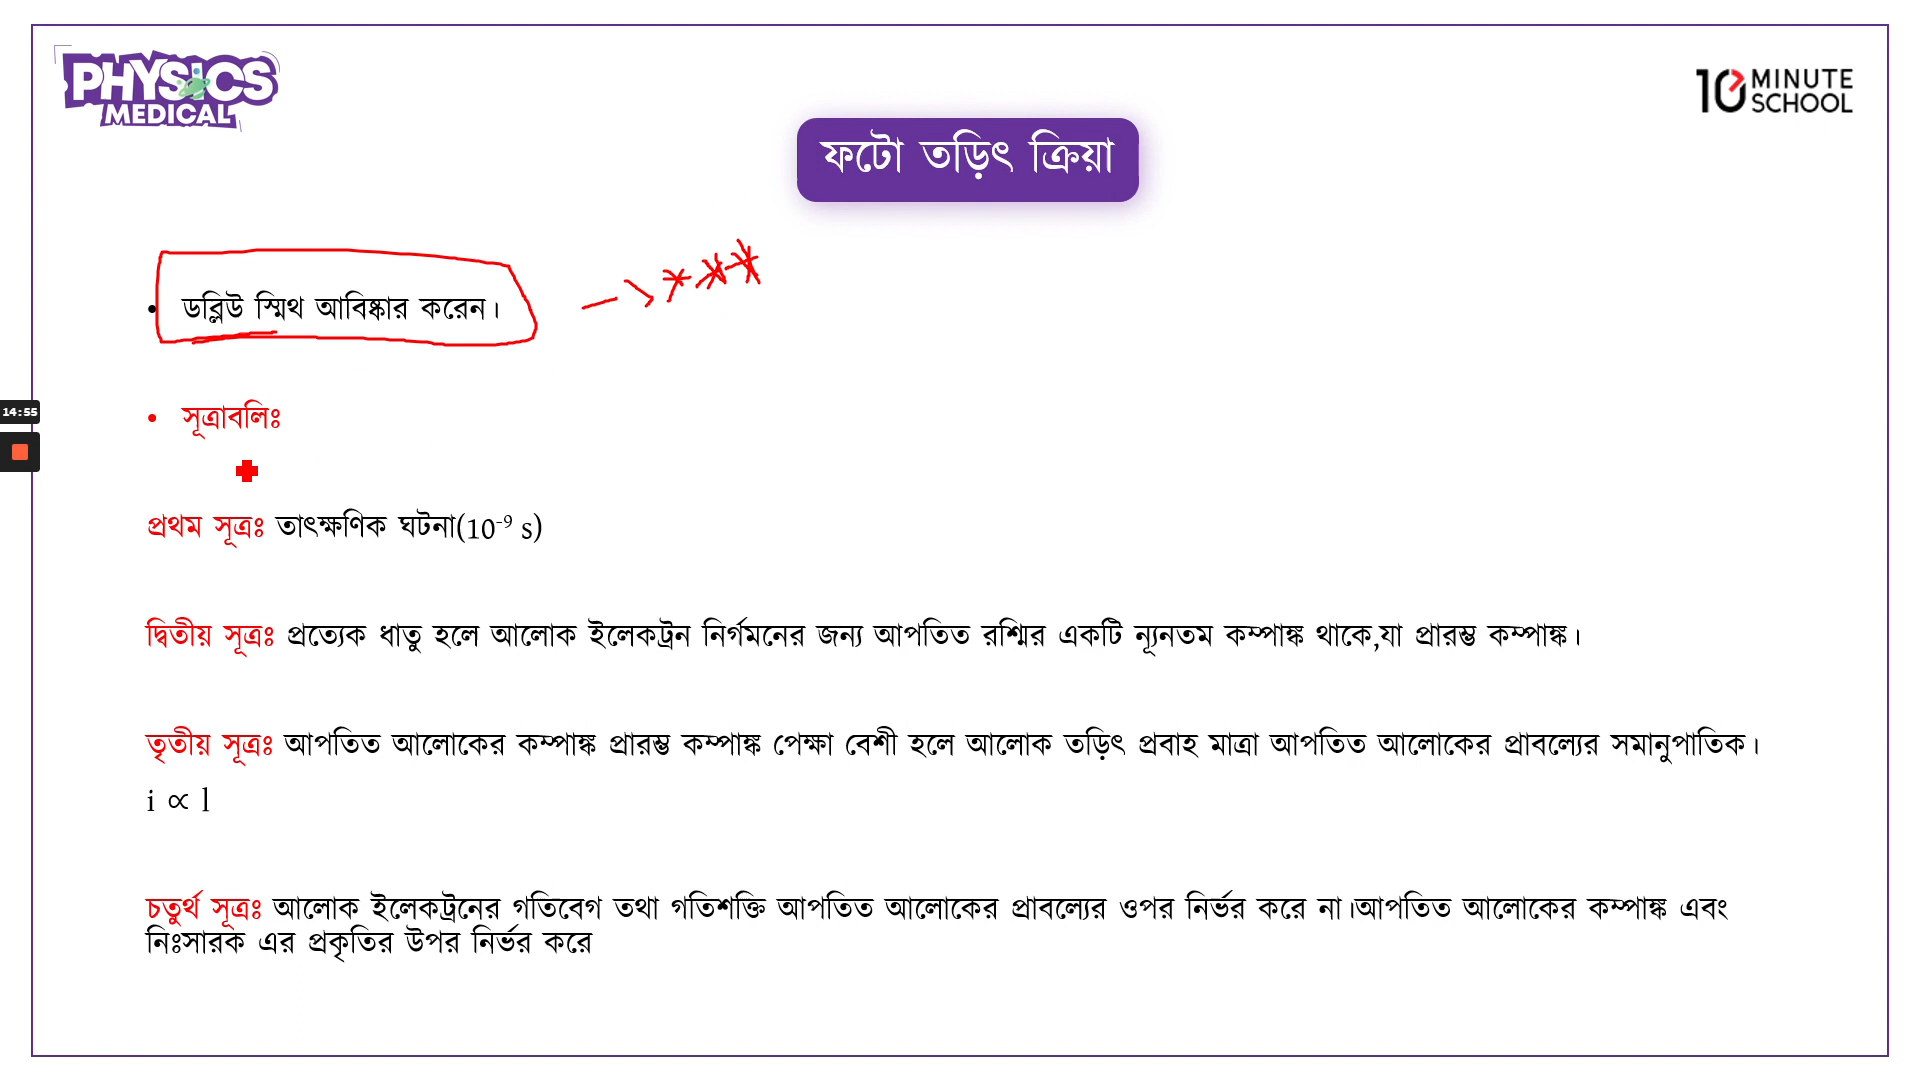 PHYSICS
MEDICAL
10 MINUTE
SCHOOL
ফটো তড়িৎ ক্রিয়া
• ডব্লিউ স্মিথ আবিষ্কার করেন।
14:55
• সূত্রাবলিঃ
প্রথম সূত্রঃ তাৎক্ষণিক ঘটনা(10⁻⁹ s)
দ্বিতীয় সূত্রঃ প্রত্যেক ধাতু হলে আলোক ইলেকট্রন নির্গমনের জন্য আপতিত রশ্মির একটি ন্যূনতম কম্পাঙ্ক থাকে,যা প্রারম্ভ কম্পাঙ্ক।
তৃতীয় সূত্রঃ আপতিত আলোকের কম্পাঙ্ক প্রারম্ভ কম্পাঙ্ক পেক্ষা বেশী হলে আলোক তড়িৎ প্রবাহ মাত্রা আপতিত আলোকের প্রাবল্যের সমানুপাতিক।
i ∝ l
চতুর্থ সূত্রঃ আলোক ইলেকট্রনের গতিবেগ তথা গতিশক্তি আপতিত আলোকের প্রাবল্যের ওপর নির্ভর করে না।আপতিত আলোকের কম্পাঙ্ক এবং
নিঃসারক এর প্রকৃতির উপর নির্ভর করে